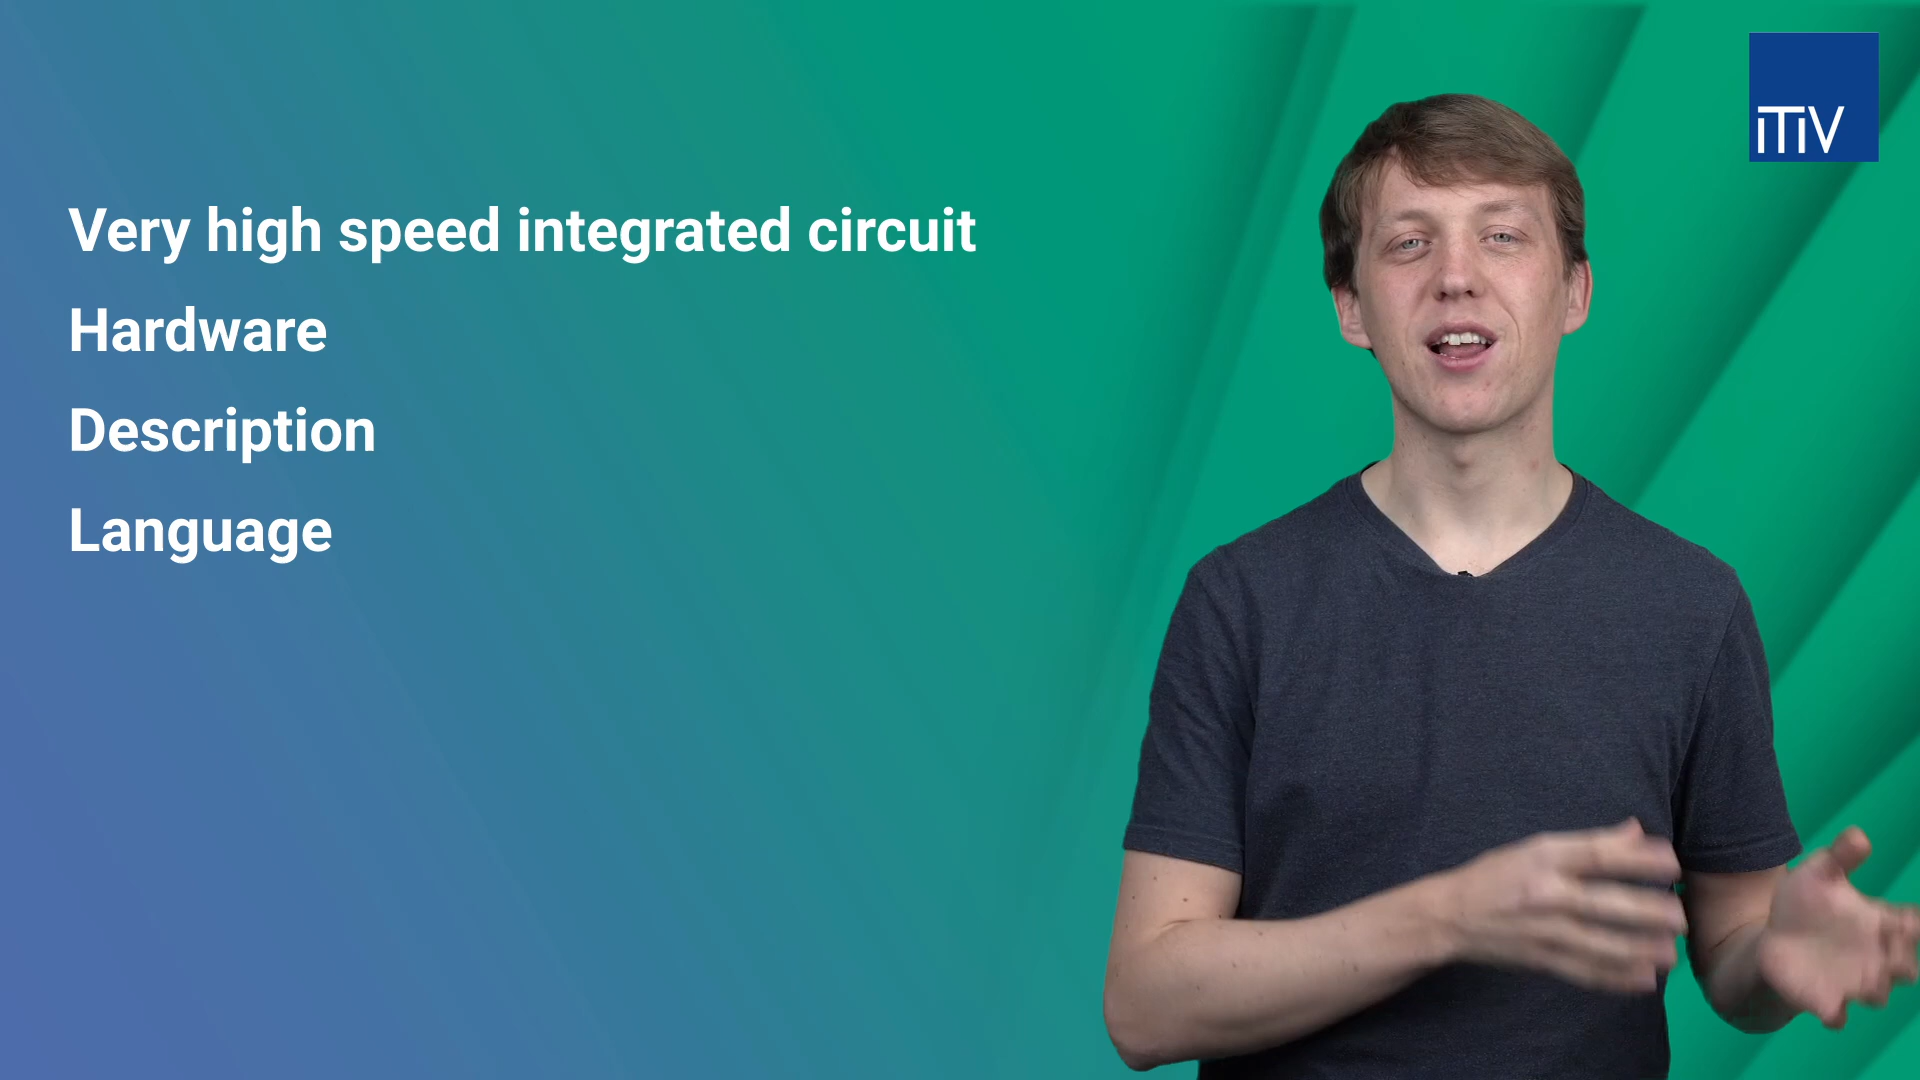 Very high speed integrated circuit
Hardware
Description
Language
iTiV